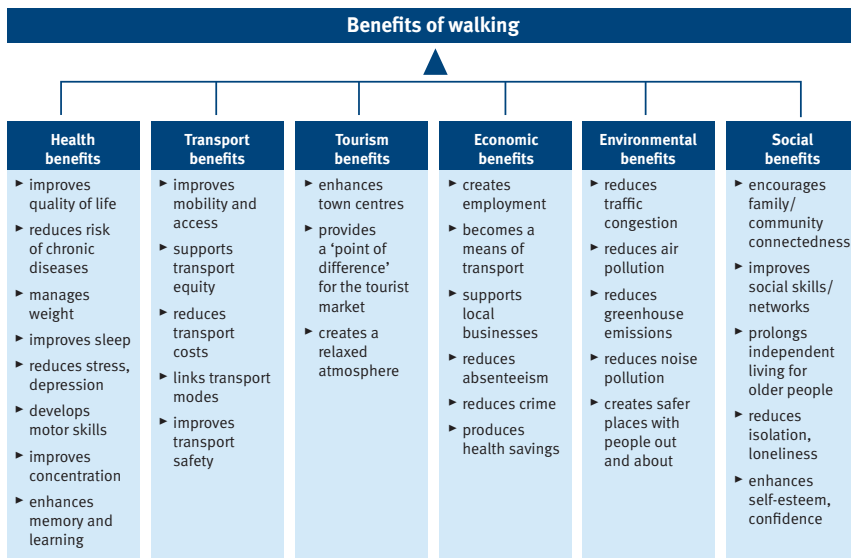 Benefits of walking
Health
benefits
► improves
quality of life
► reduces risk
of chronic
diseases
► manages
weight
► improves sleep
► reduces stress,
depression
► develops
motor skills
► improves
concentration
► enhances
memory and
learning
Transport
benefits
► improves
mobility and
access
► supports
transport
equity
► reduces
transport
costs
► links transport
modes
► improves
transport
safety
Tourism
benefits
► enhances
town centres
► provides
a ‘point of
difference’
for the tourist
market
► creates a
relaxed
atmosphere
Economic
benefits
► creates
employment
► becomes a
means of
transport
► supports
local
businesses
► reduces
absenteeism
► reduces crime
► produces
health savings
Environmental
benefits
► reduces
traffic
congestion
► reduces air
pollution
► reduces
greenhouse
emissions
► reduces noise
pollution
► creates safer
places with
people out
and about
Social
benefits
► encourages
family/
community
connectedness
► improves
social skills/
networks
► prolongs
independent
living for
older people
► reduces
isolation,
loneliness
► enhances
self-esteem,
confidence